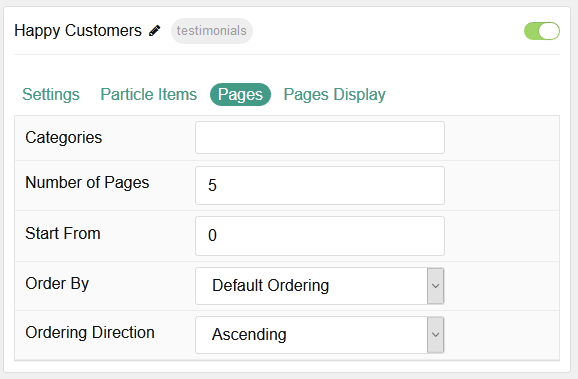 Happy Customers testimonials
Settings Particle Items Pages Pages Display
Categories
Number of Pages 5
Start From 0
Order By Default Ordering
Ordering Direction Ascending